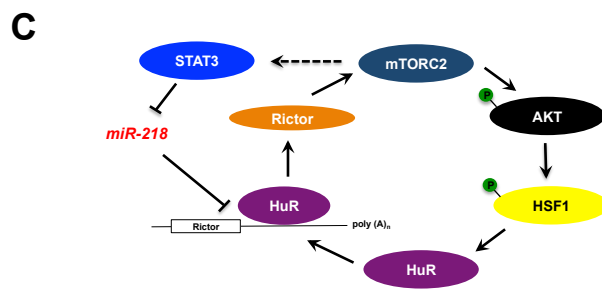 C
STAT3
mTORC2
miR-218
Rictor
P
AKT
P
HSF1
HuR
Rictor
poly (A)n
HuR